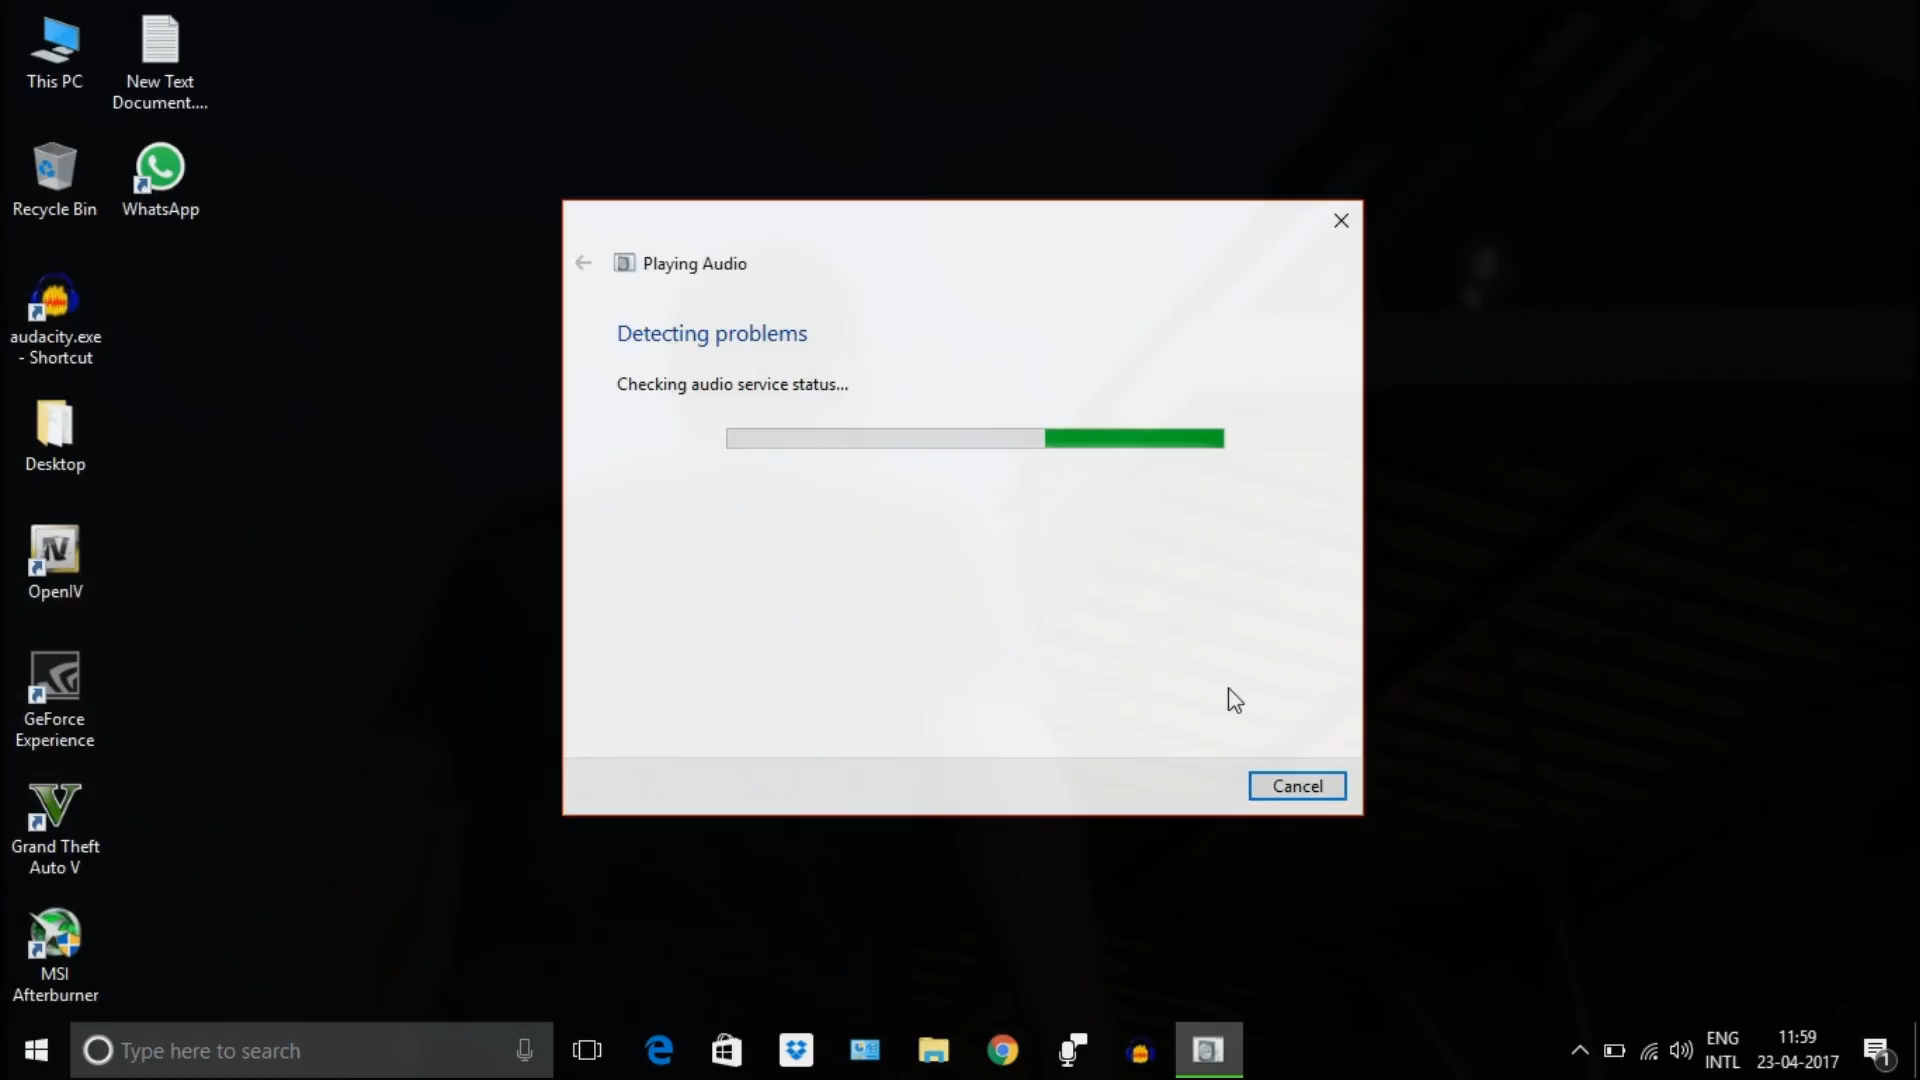 This PC
New Text
Document....
Recycle Bin
WhatsApp
audacity.exe
- Shortcut
Desktop
OpenIV
GeForce
Experience
Grand Theft
Auto V
MSI
Afterburner
Playing Audio
Detecting problems
Checking audio service status...
Cancel
Type here to search
ENG
INTL
11:59
23-04-2017
1